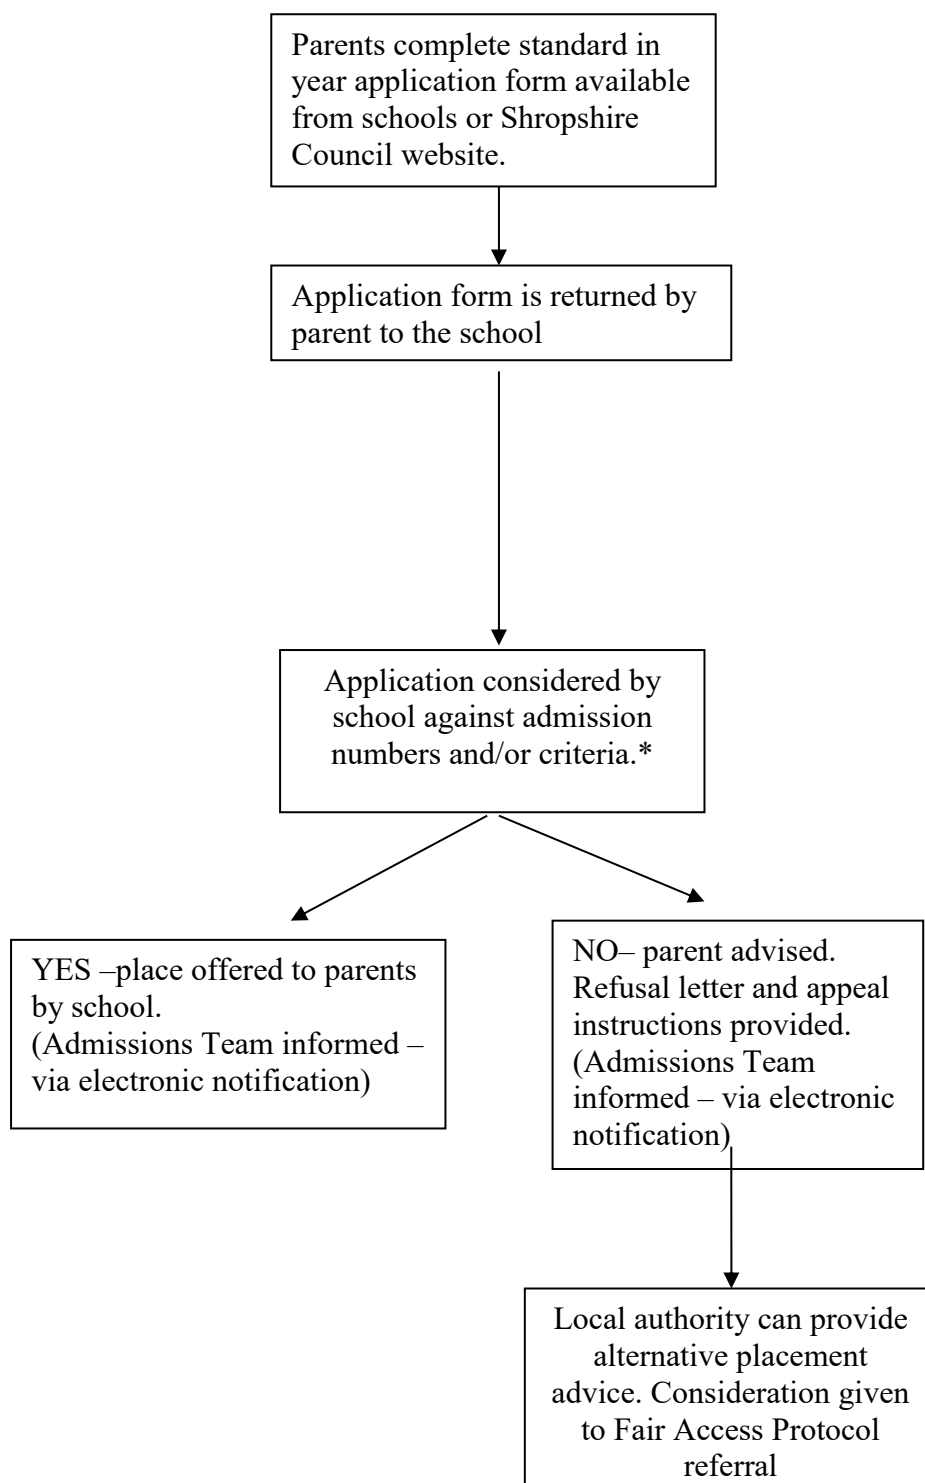 Parents complete standard in
year application form available
from schools or Shropshire
Council website.
Application form is returned by
parent to the school
Application considered by
school against admission
numbers and/or criteria.*
YES –place offered to parents
by school.
(Admissions Team informed –
via electronic notification)
NO– parent advised.
Refusal letter and appeal
instructions provided.
(Admissions Team
informed – via electronic
notification)
Local authority can provide
alternative placement
advice. Consideration given
to Fair Access Protocol
referral